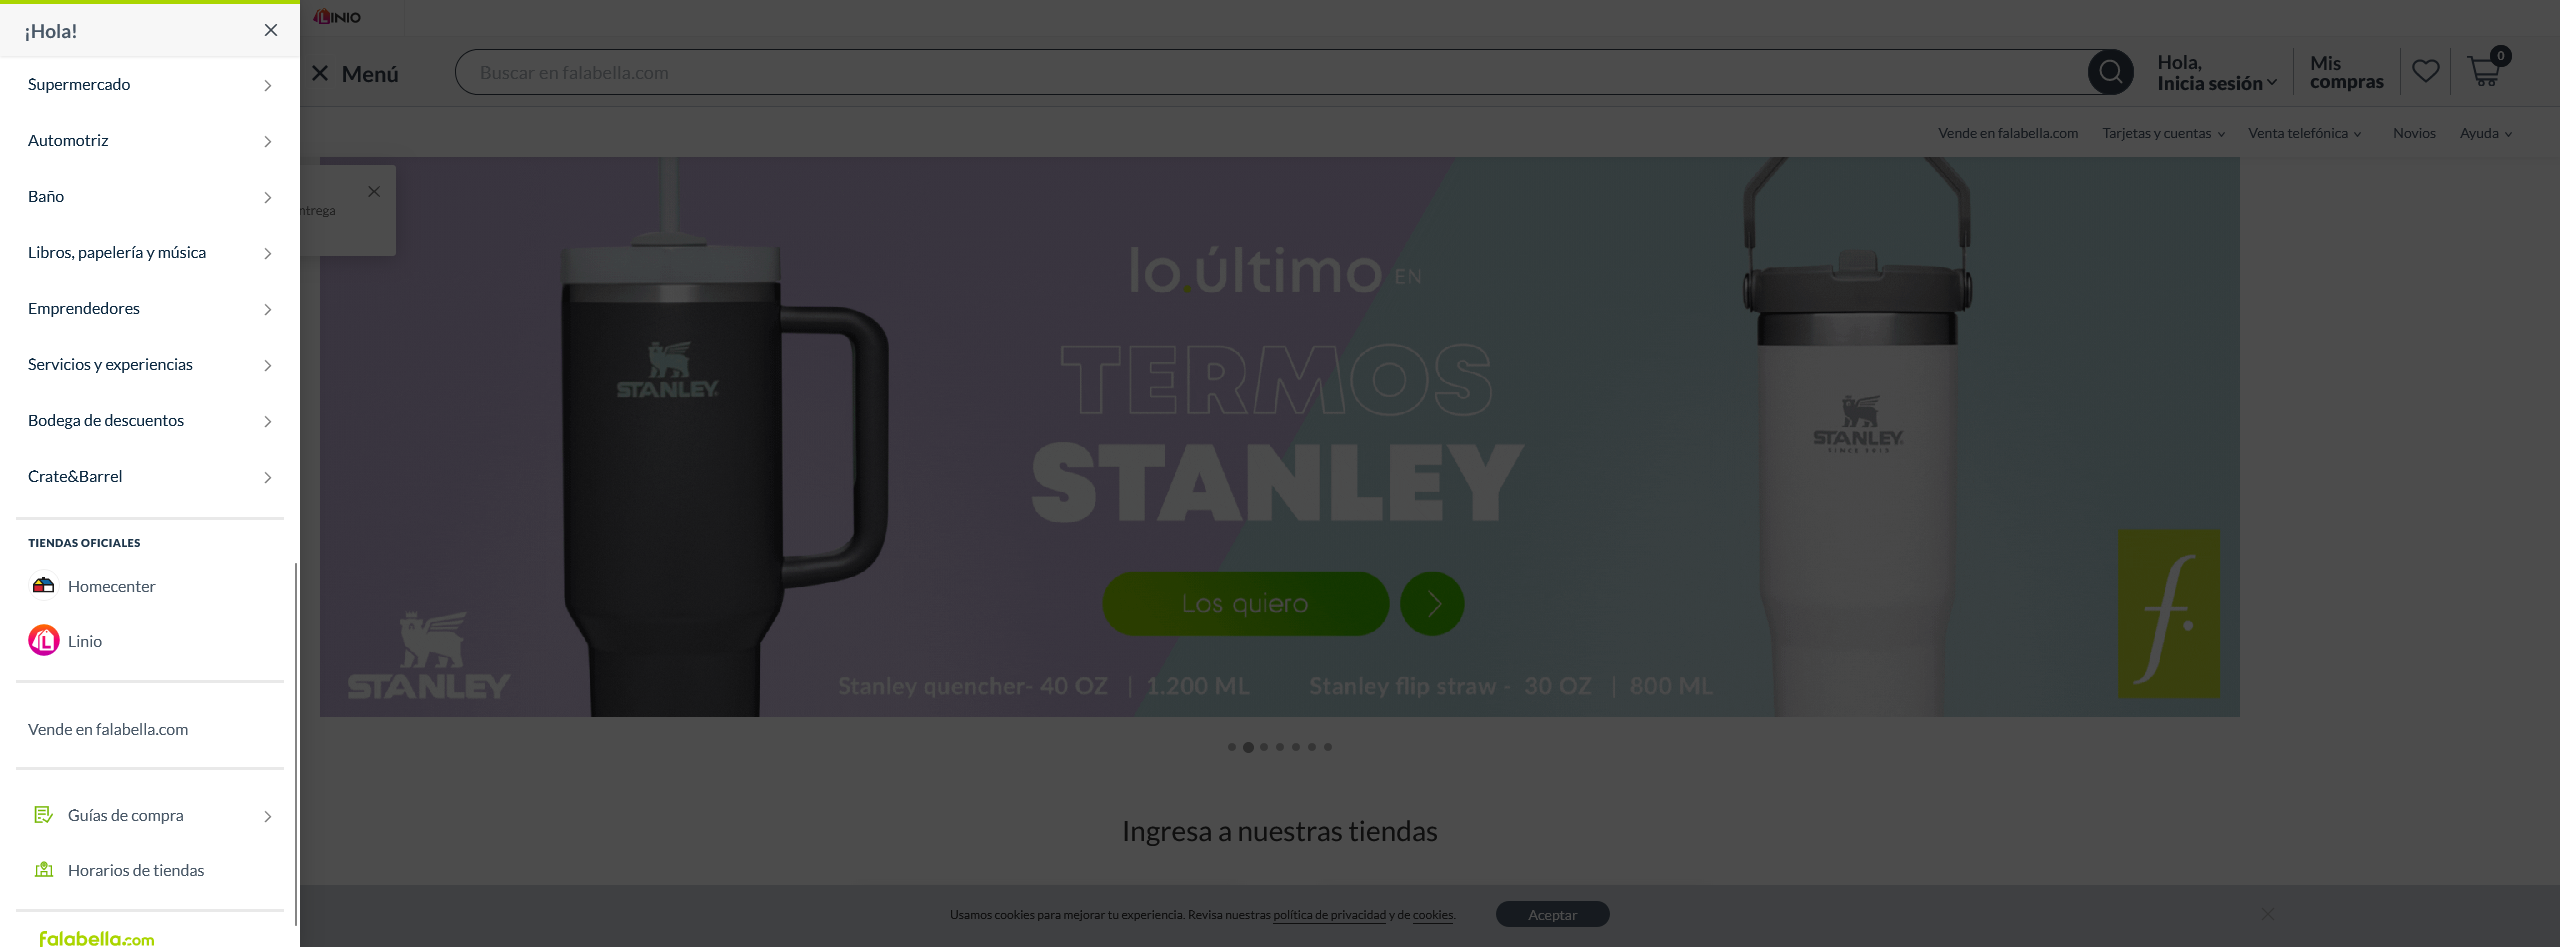 ¡Hola!
Supermercado
Automotriz
Baño
Libros, papelería y música
Emprendedores
Servicios y experiencias
Bodega de descuentos
Crate&Barrel
TIENDAS OFICIALES
Homecenter
Linio
Vende en falabella.com
Guías de compra
Horarios de tiendas
falabella.com
LINIO
Menú
Buscar en falabella.com
Hola,
Inicia sesión
Mis
compras
0
Vende en falabella.com
Tarjetas y cuentas
Venta telefónica
Novios
Ayuda
ntrega
lo.último EN
TERMOS
STANLEY
Los quiero
Stanley quencher- 40 OZ | 1.200 ML
Stanley flip straw - 30 OZ | 800 ML
STANLEY
STANLEY
STANLEY
SINCE 1913
f.
Ingresa a nuestras tiendas
Usamos cookies para mejorar tu experiencia. Revisa nuestras política de privacidad y de cookies.
Aceptar